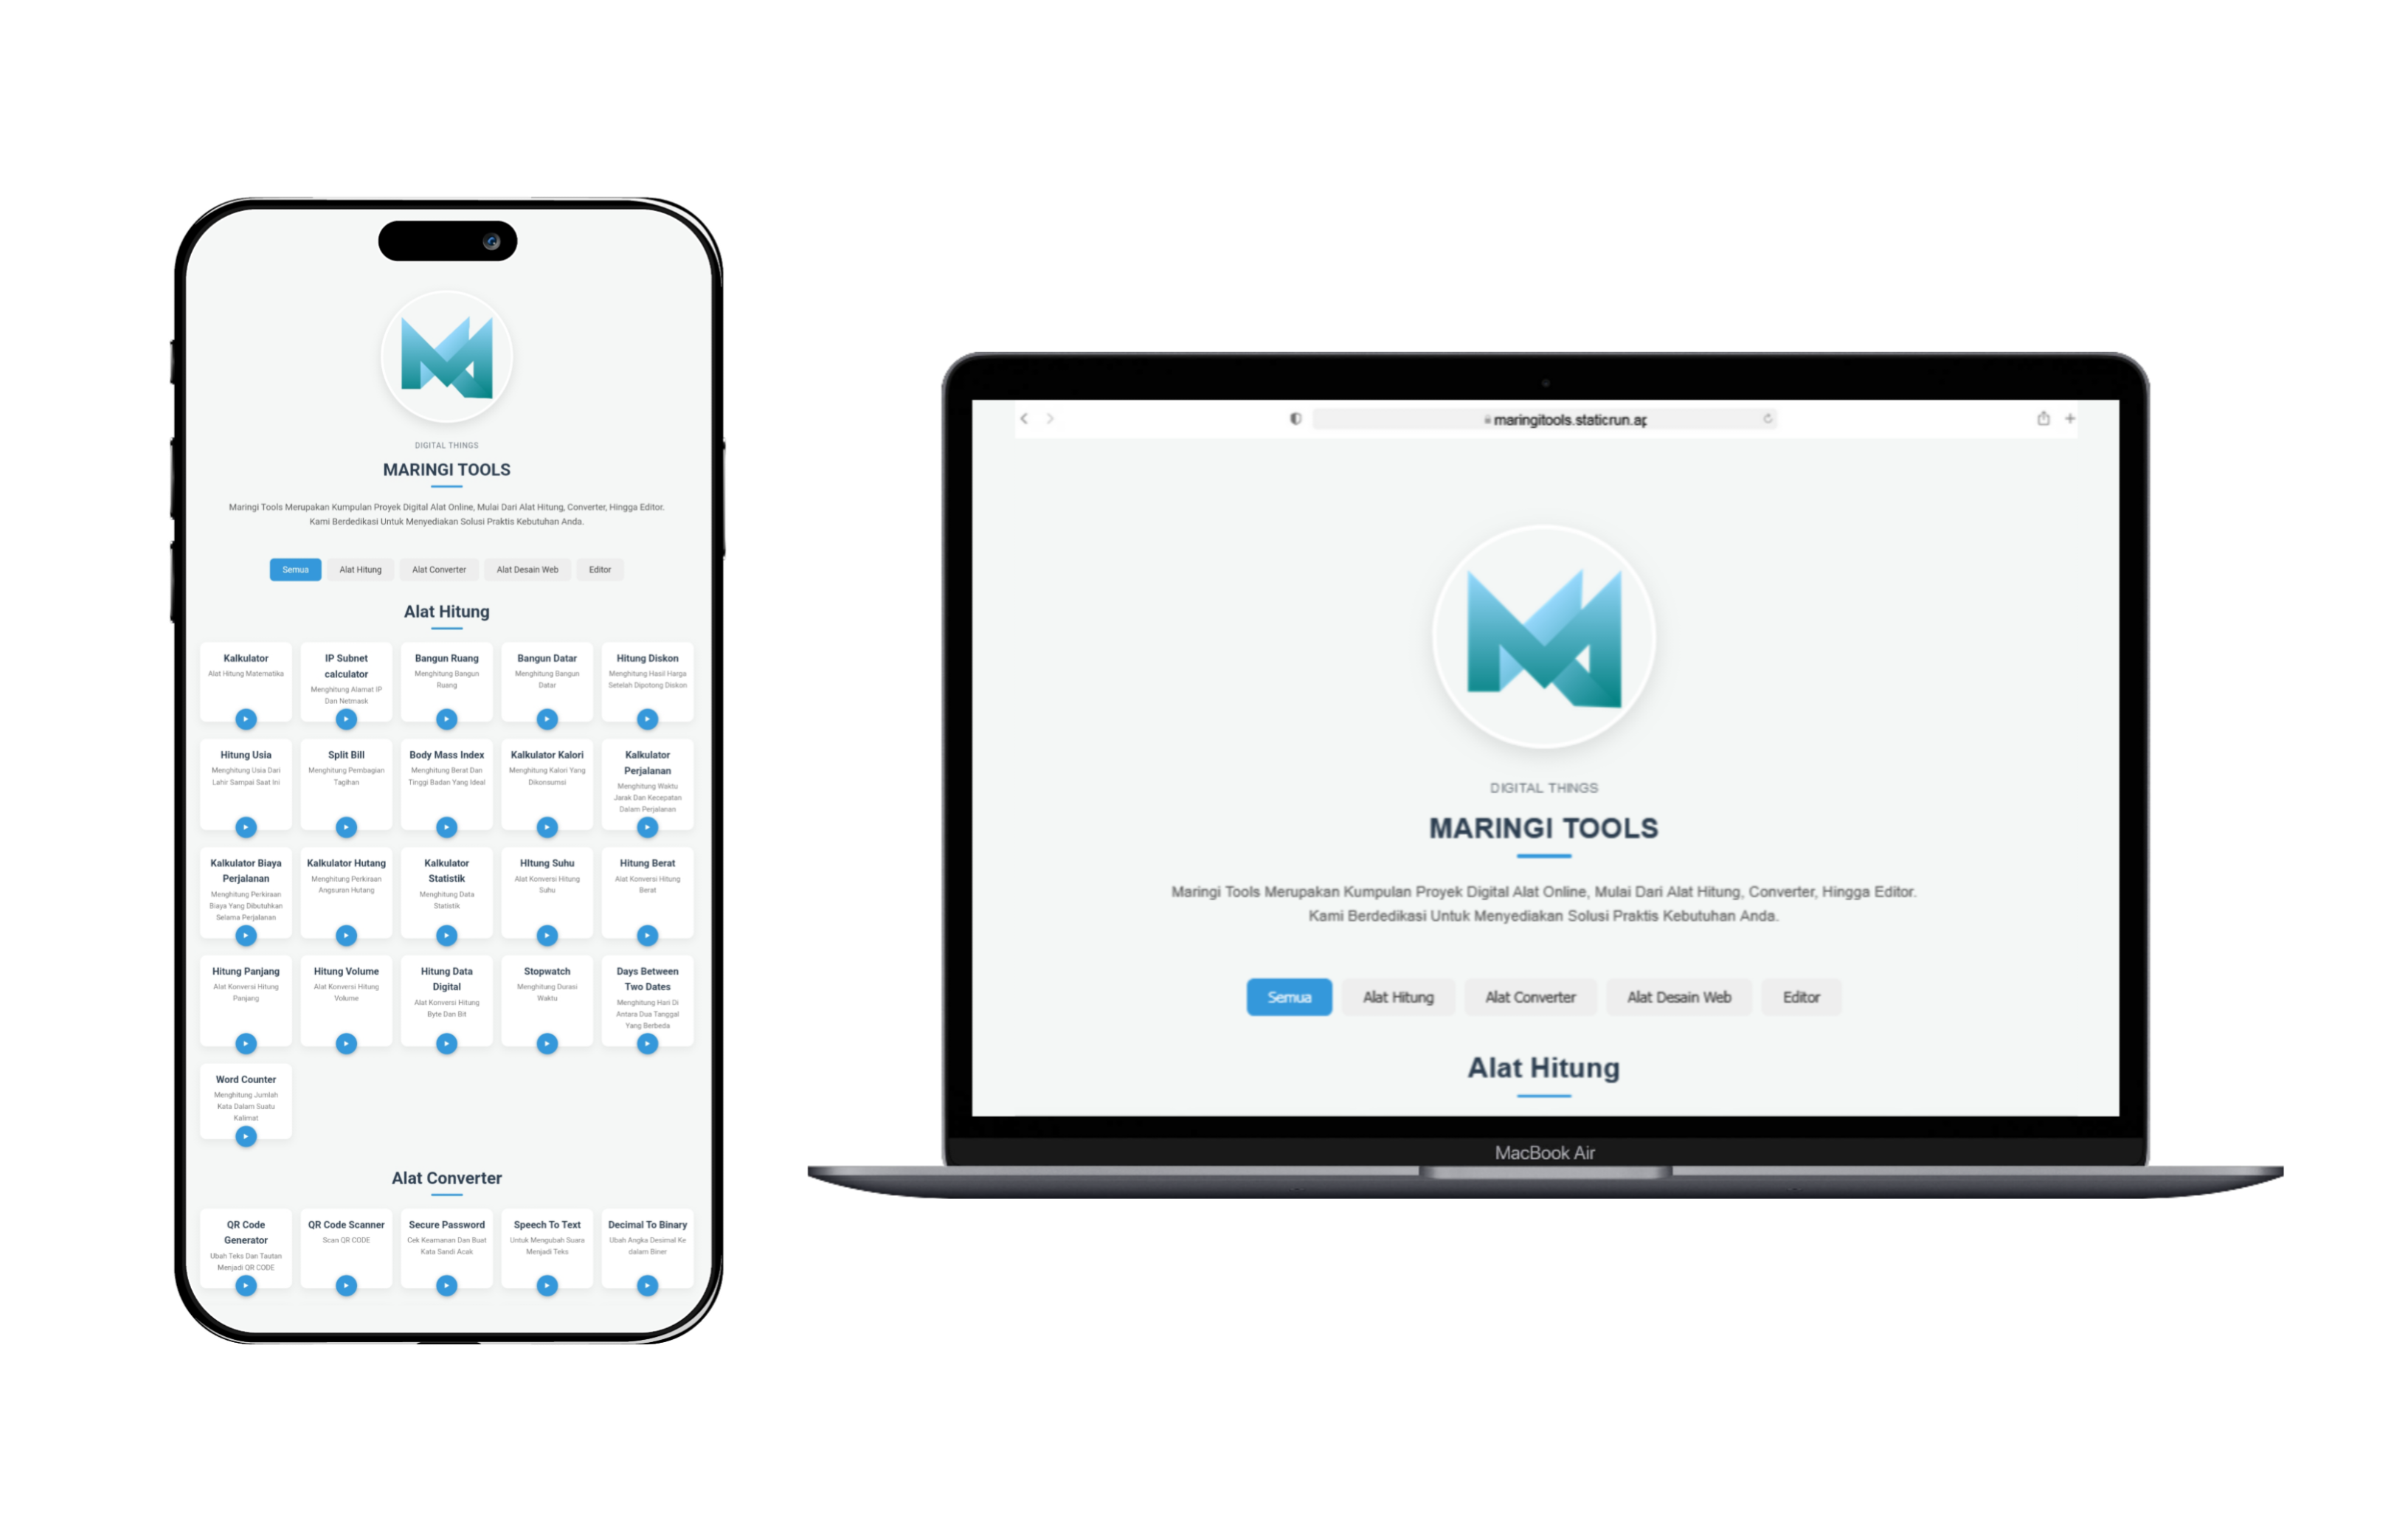 DIGITAL THINGS
MARINGI TOOLS
Maringi Tools Merupakan Kumpulan Proyek Digital Alat Online, Mulai Dari Alat Hitung, Converter, Hingga Editor.
Kami Berdedikasi Untuk Menyediakan Solusi Praktis Kebutuhan Anda.
Semua
Alat Hitung
Alat Converter
Alat Desain Web
Editor
Alat Hitung
Kalkulator
Alat Hitung Matematika
IP Subnet
calculator
Menghitung Alamat IP
Dan Netmask
Bangun Ruang
Menghitung Bangun
Ruang
Bangun Datar
Menghitung Bangun
Datar
Hitung Diskon
Menghitung Hasil Harga
Setelah Dipotong Diskon
Hitung Usia
Menghitung Usia Dari
Lahir Sampai Saat Ini
Split Bill
Menghitung Pembagian
Tagihan
Body Mass Index
Menghitung Berat Dan
Tinggi Badan Yang Ideal
Kalkulator Kalori
Menghitung Kalori Yang
Dikonsumsi
Kalkulator
Perjalanan
Menghitung Waktu
Jarak Dan Kecepatan
Dalam Perjalanan
Kalkulator Biaya
Perjalanan
Menghitung Perkiraan
Biaya Yang Dibutuhkan
Selama Perjalanan
Kalkulator Hutang
Menghitung Perkiraan
Angsuran Hutang
Kalkulator
Statistik
Menghitung Data
Statistik
HItung Suhu
Alat Konversi Hitung
Suhu
Hitung Berat
Alat Konversi Hitung
Berat
Hitung Panjang
Alat Konversi Hitung
Panjang
Hitung Volume
Alat Konversi Hitung
Volume
Hitung Data
Digital
Alat Konversi Hitung
Byte Dan Bit
Stopwatch
Menghitung Durasi
Waktu
Days Between
Two Dates
Menghitung Hari Di
Antara Dua Tanggal
Yang Berbeda
Word Counter
Menghitung Jumlah
Kata Dalam Suatu
Kalimat
Alat Converter
QR Code
Generator
Ubah Teks Dan Tautan
Menjadi QR CODE
QR Code Scanner
Scan QR CODE
Secure Password
Cek Keamanan Dan Buat
Kata Sandi Acak
Speech To Text
Untuk Mengubah Suara
Menjadi Teks
Decimal To Binary
Ubah Angka Desimal Ke
dalam Biner
maringitools.staticrun.ap
DIGITAL THINGS
MARINGI TOOLS
Maringi Tools Merupakan Kumpulan Proyek Digital Alat Online, Mulai Dari Alat Hitung, Converter, Hingga Editor.
Kami Berdedikasi Untuk Menyediakan Solusi Praktis Kebutuhan Anda.
Semua
Alat Hitung
Alat Converter
Alat Desain Web
Editor
Alat Hitung
MacBook Air